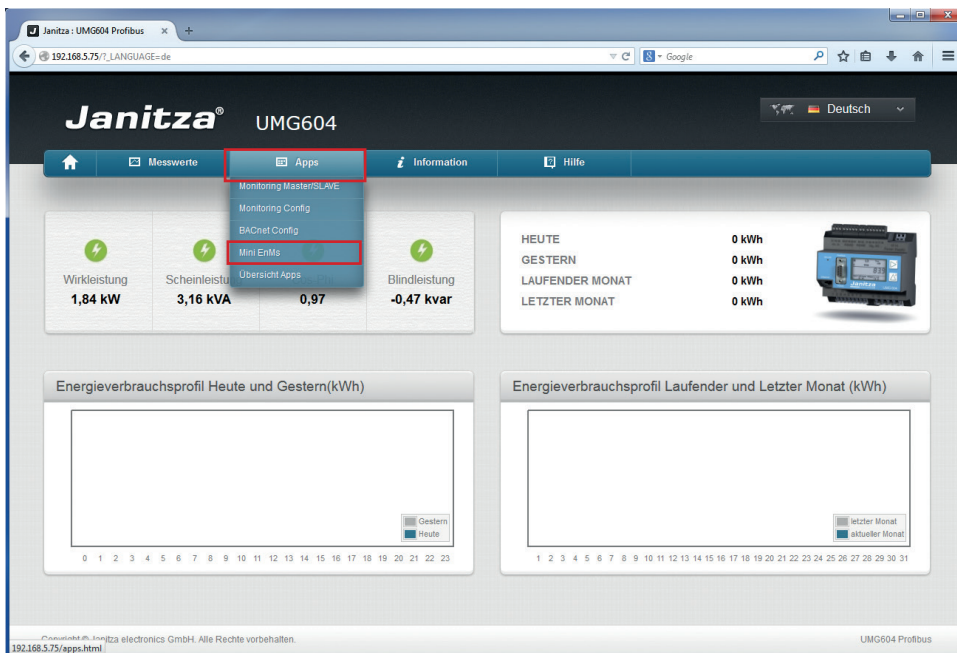 Janitza : UMG604 Profibus
192.168.5.75/?_LANGUAGE=de
Google
Janitza® UMG604
Deutsch
Messwerte Apps Information Hilfe
Monitoring Master/SLAVE
Monitoring Config
BACnet Config
Mini EnMs
Übersicht Apps
Wirkleistung Blindleistung
1,84 kW 3,16 kVA 0,97 -0,47 kvar
HEUTE 0 kWh
GESTERN 0 kWh
LAUFENDER MONAT 0 kWh
LETZTER MONAT 0 kWh
Janitza
Energieverbrauchsprofil Heute und Gestern(kWh)
Gestern
Heute
0 1 2 3 4 5 6 7 8 9 10 11 12 13 14 15 16 17 18 19 20 21 22 23
Energieverbrauchsprofil Laufender und Letzter Monat (kWh)
letzter Monat
aktueller Monat
1 2 3 4 5 6 7 8 9 10 11 12 13 14 15 16 17 18 19 20 21 22 23 24 25 26 27 28 29 30 31
Copyright © Janitza electronics GmbH. Alle Rechte vorbehalten. UMG604 Profibus
192.168.5.75/apps.html